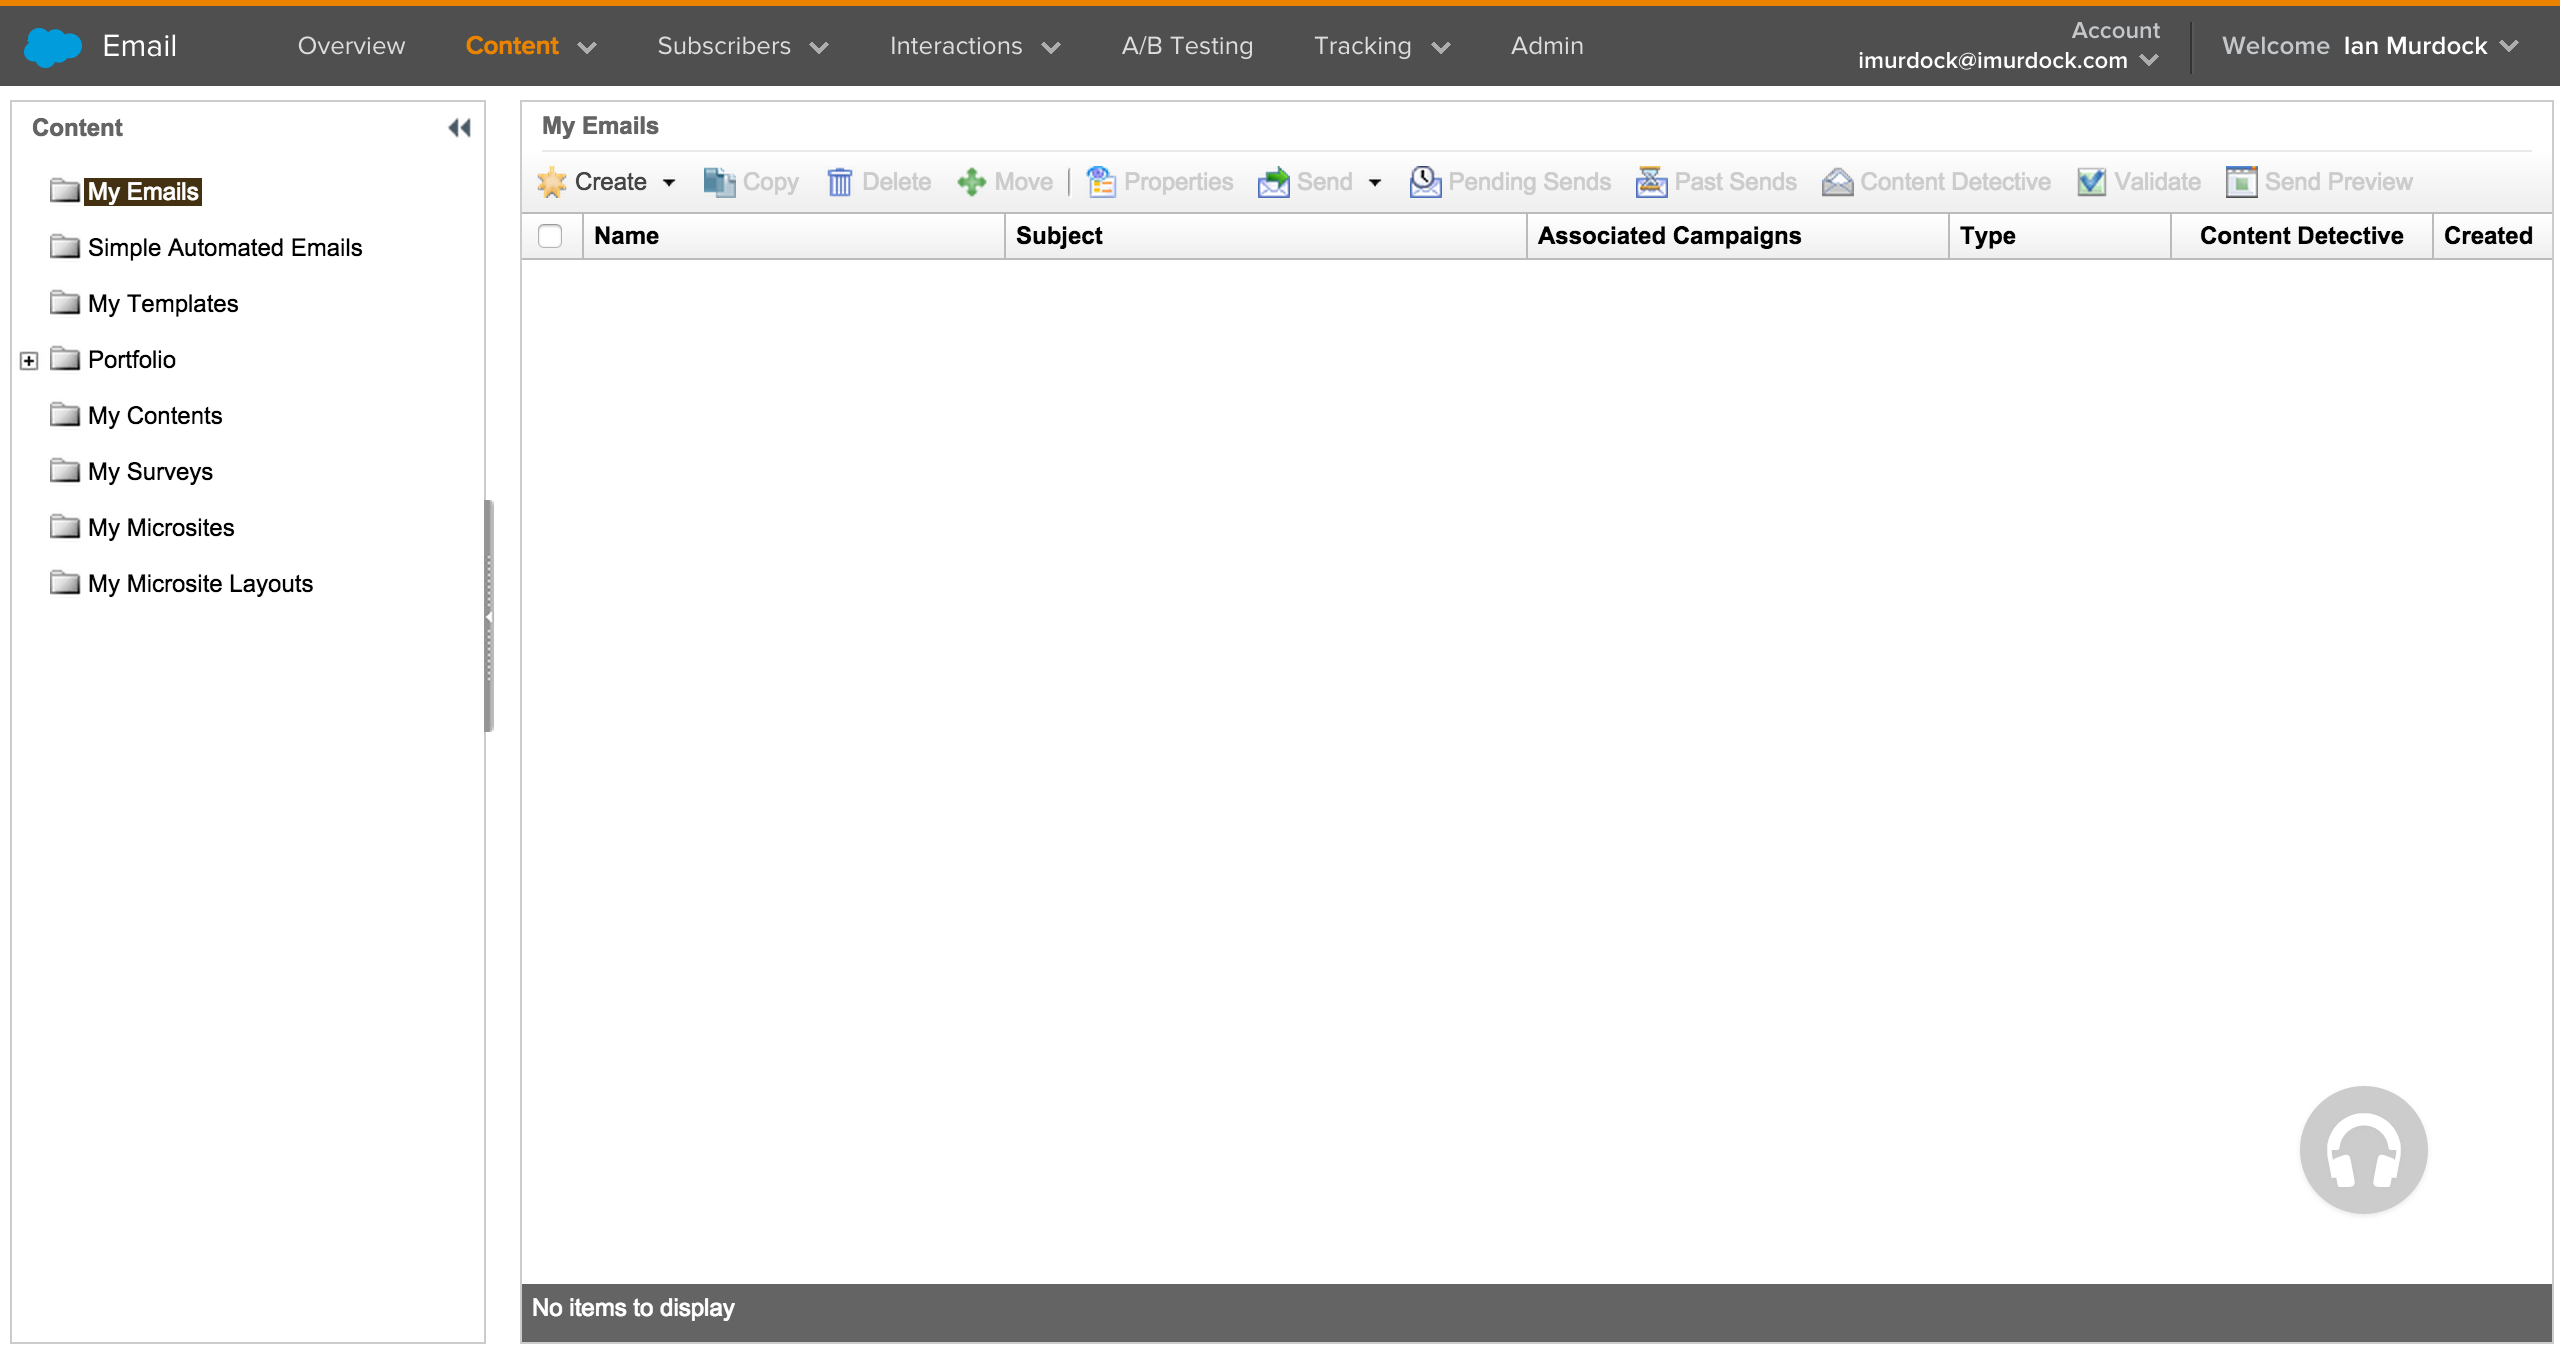 Email Overview Content Subscribers Interactions A/B Testing Tracking Admin
Account
imurdock@imurdock.com
Welcome Ian Murdock
Content
My Emails
Simple Automated Emails
My Templates
Portfolio
My Contents
My Surveys
My Microsites
My Microsite Layouts
My Emails
Create Copy Delete Move Properties Send Pending Sends Past Sends Content Detective Validate Send Preview
Name Subject Associated Campaigns Type Content Detective Created
No items to display